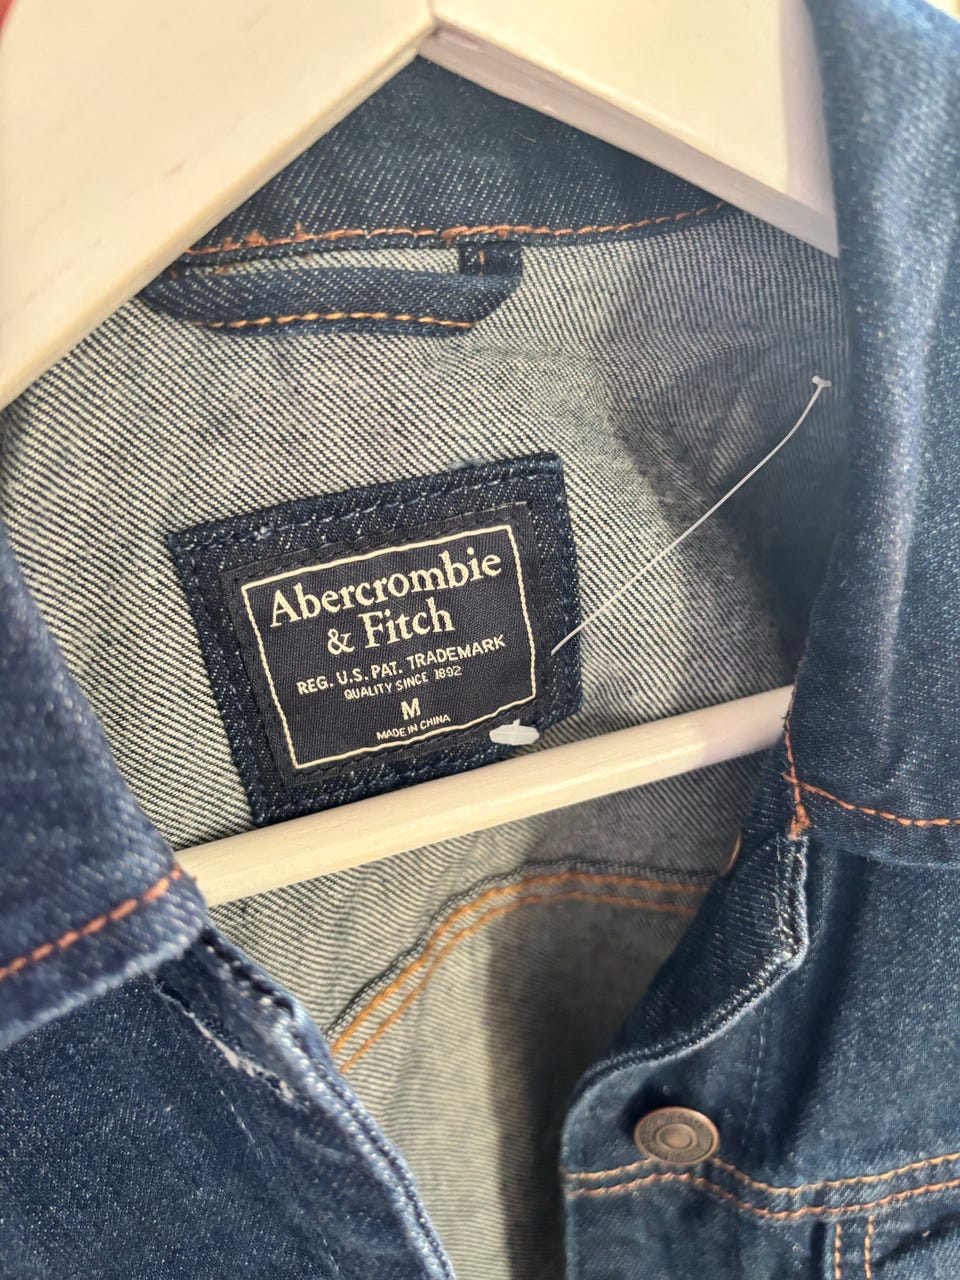 Abercrombie
& Fitch
REG. U.S. PAT. TRADEMARK
QUALITY SINCE 1892
M
MADE IN CHINA